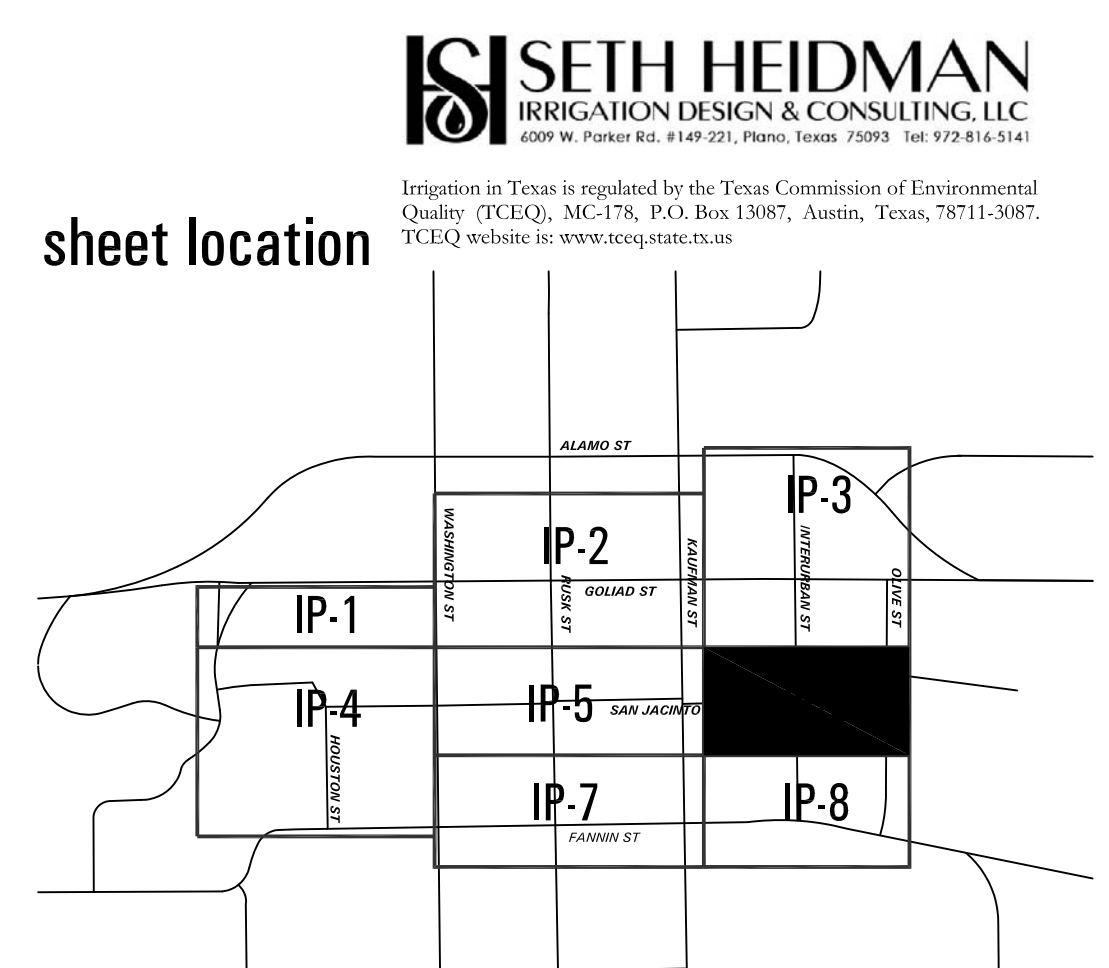 SETH HEIDMAN
IRRIGATION DESIGN & CONSULTING, LLC
6009 W. Parker Rd. #149-221, Plano, Texas 75093 Tel: 972-816-5141
Irrigation in Texas is regulated by the Texas Commission of Environmental
Quality (TCEQ), MC-178, P.O. Box 13087, Austin, Texas, 78711-3087.
TCEQ website is: www.tceq.state.tx.us
sheet location
ALAMO ST
IP-3
IP-2
WASHINGTON ST
KAUFMAN ST
INTERURBAN ST
OLIVE ST
RUSK ST
GOLIAD ST
IP-1
IP-4
IP-5
SAN JACINTO
HOUSTON ST
IP-7
IP-8
FANNIN ST